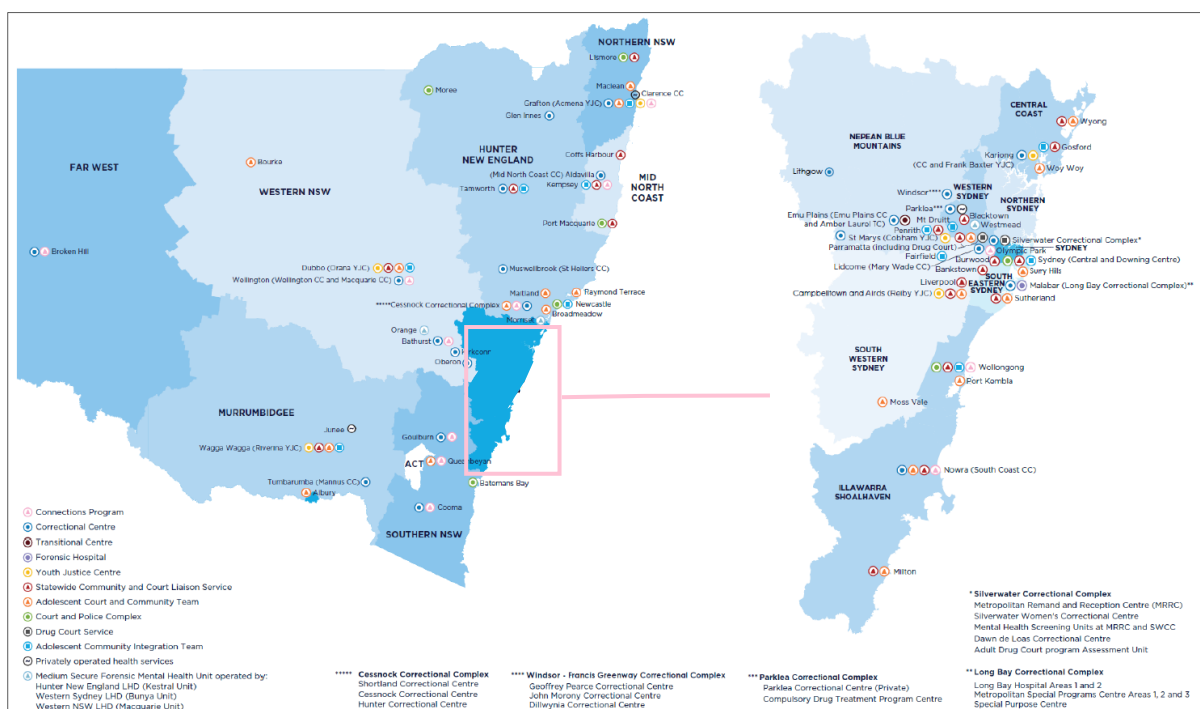 NORTHERN NSW
Lismore
Maclean
Clarence CC
Grafton (Acmena YJC)
Glen Innes
Moree
HUNTER
NEW ENGLAND
Coffs Harbour
(Mid North Coast CC) Aldavilla
Kempsey
Tamworth
MID
NORTH
COAST
Port Macquarie
FAR WEST
WESTERN NSW
Bourke
Broken Hill
Dubbo (Orana YJC)
Wellington (Wellington CC and Macquarie CC)
Muswellbrook (St Heliers CC)
Maitland
Raymond Terrace
*****Cessnock Correctional Complex
Newcastle
Broadmeadow
Morisset
Orange
Bathurst
Kirkconnell
Oberon
MURRUMBIDGEE
Junee
Wagga Wagga (Riverina YJC)
Tumbarumba (Mannus CC)
Albury
Goulburn
ACT
Queanbeyan
Batemans Bay
Cooma
SOUTHERN NSW
CENTRAL
COAST
Wyong
Gosford
Kariong
(CC and Frank Baxter YJC)
Woy Woy
NEPEAN BLUE
MOUNTAINS
Lithgow
Windsor****
WESTERN
SYDNEY
NORTHERN
SYDNEY
Parklea***
Emu Plains (Emu Plains CC
and Amber Laurel TC)
Mt Druitt
Blacktown
Westmead
Penrith
St Marys (Cobham YJC)
Silverwater Correctional Complex*
Parramatta (including Drug Court)
SYDNEY
Olympic Park
Fairfield
Burwood
Sydney (Central and Downing Centre)
Lidcome (Mary Wade CC)
Bankstown
Surry Hills
SOUTH
EASTERN
SYDNEY
Liverpool
Malabar (Long Bay Correctional Complex)**
Campbelltown and Airds (Reiby YJC)
Sutherland
SOUTH
WESTERN
SYDNEY
Wollongong
Port Kembla
Moss Vale
Nowra (South Coast CC)
ILLAWARRA
SHOALHAVEN
Milton
Connections Program
Correctional Centre
Transitional Centre
Forensic Hospital
Youth Justice Centre
Statewide Community and Court Liaison Service
Adolescent Court and Community Team
Court and Police Complex
Drug Court Service
Adolescent Community Integration Team
Privately operated health services
Medium Secure Forensic Mental Health Unit operated by:
Hunter New England LHD (Kestral Unit)
Western Sydney LHD (Bunya Unit)
Western NSW LHD (Macquarie Unit)
***** Cessnock Correctional Complex
Shortland Correctional Centre
Cessnock Correctional Centre
Hunter Correctional Centre
**** Windsor - Francis Greenway Correctional Complex
Geoffrey Pearce Correctional Centre
John Morony Correctional Centre
Dillwynia Correctional Centre
*** Parklea Correctional Complex
Parklea Correctional Centre (Private)
Compulsory Drug Treatment Program Centre
* Silverwater Correctional Complex
Metropolitan Remand and Reception Centre (MRRC)
Silverwater Women's Correctional Centre
Mental Health Screening Units at MRRC and SWCC
Dawn de Loas Correctional Centre
Adult Drug Court program Assessment Unit
** Long Bay Correctional Complex
Long Bay Hospital Areas 1 and 2
Metropolitan Special Programs Centre Areas 1, 2 and 3
Special Purpose Centre